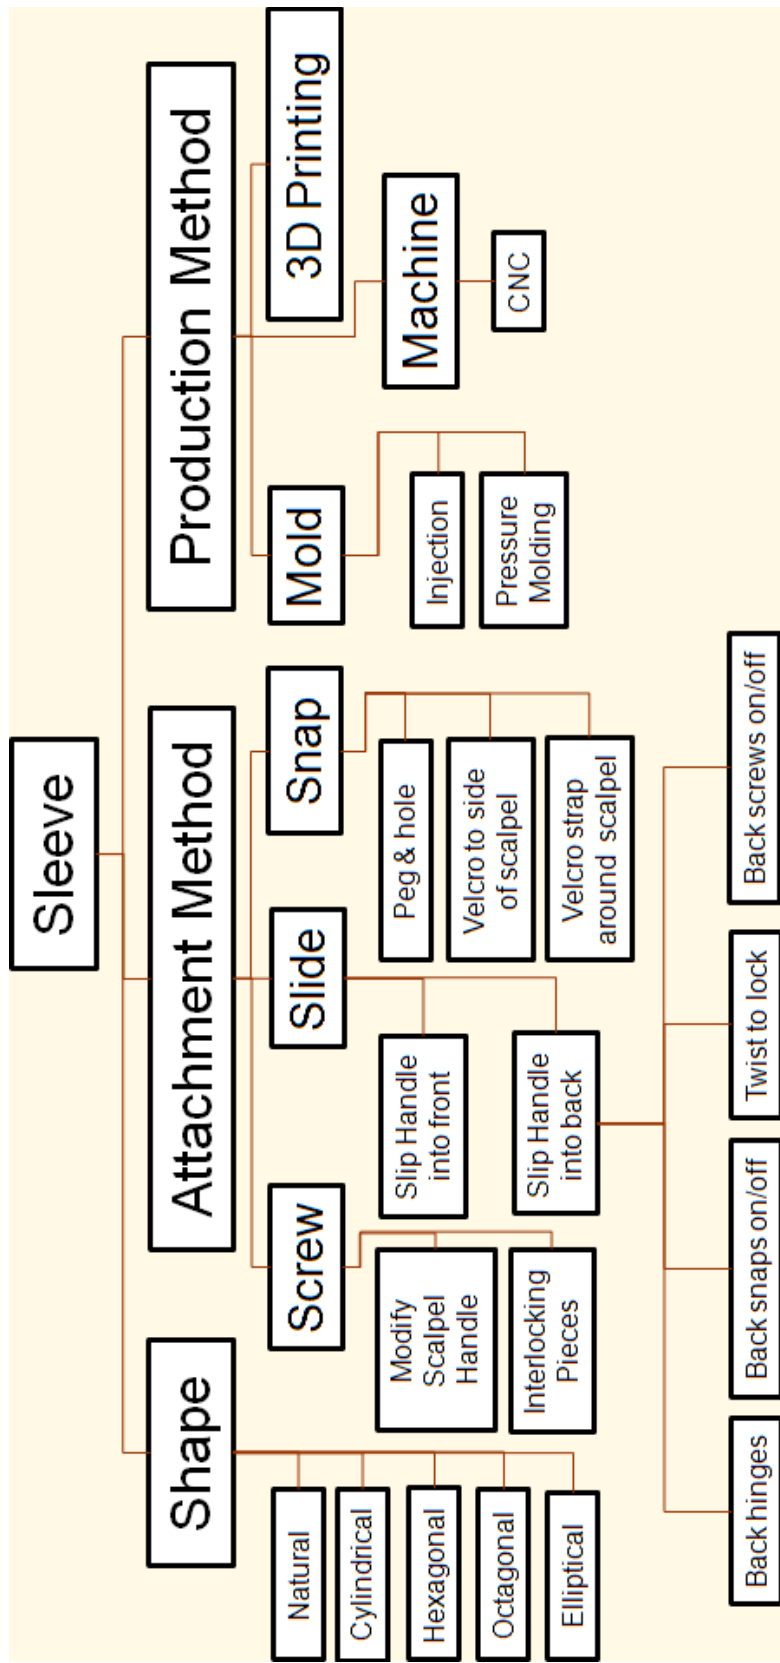 Sleeve
Shape
Attachment Method
Production Method
Natural
Cylindrical
Hexagonal
Octagonal
Elliptical
Screw
Modify
Scalpel
Handle
Interlocking
Pieces
Slide
Slip Handle
into front
Slip Handle
into back
Back hinges
Back snaps on/off
Twist to lock
Back screws on/off
Snap
Peg & hole
Velcro to side
of scalpel
Velcro strap
around scalpel
Mold
Injection
Pressure
Molding
Machine
CNC
3D Printing